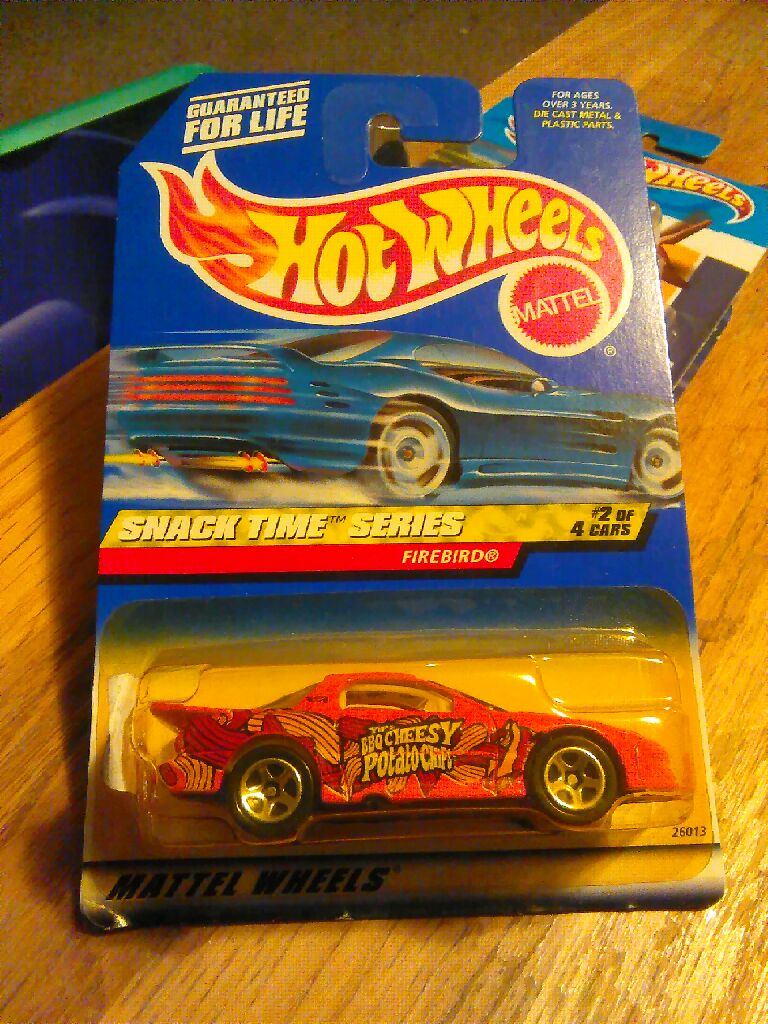 GUARANTEED
FOR LIFE
FOR AGES
OVER 3 YEARS.
DIE CAST METAL &
PLASTIC PARTS.
HOT WHEELS
MATTEL
®
Wheels
SNACK TIME™ SERIES
#2 OF
4 CARS
FIREBIRD®
BBQ CHEESY
Potato Chips
26013
MATTEL WHEELS